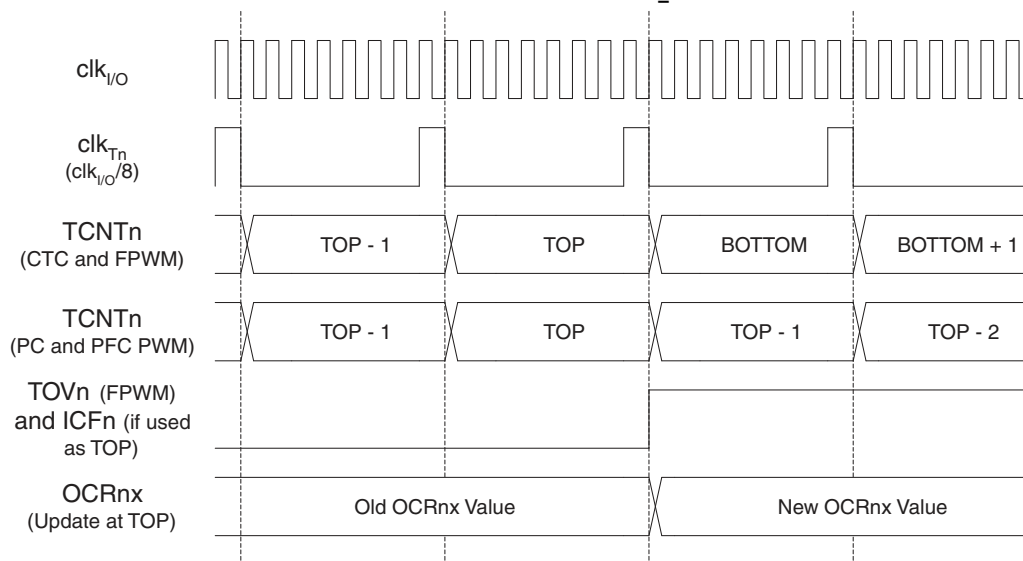 clkI/O
clkTn
(clkI/O/8)
TCNTn
(CTC and FPWM)
TOP - 1
TOP
BOTTOM
BOTTOM + 1
TCNTn
(PC and PFC PWM)
TOP - 1
TOP
TOP - 1
TOP - 2
TOVn (FPWM)
and ICFn (if used
as TOP)
OCRnx
(Update at TOP)
Old OCRnx Value
New OCRnx Value